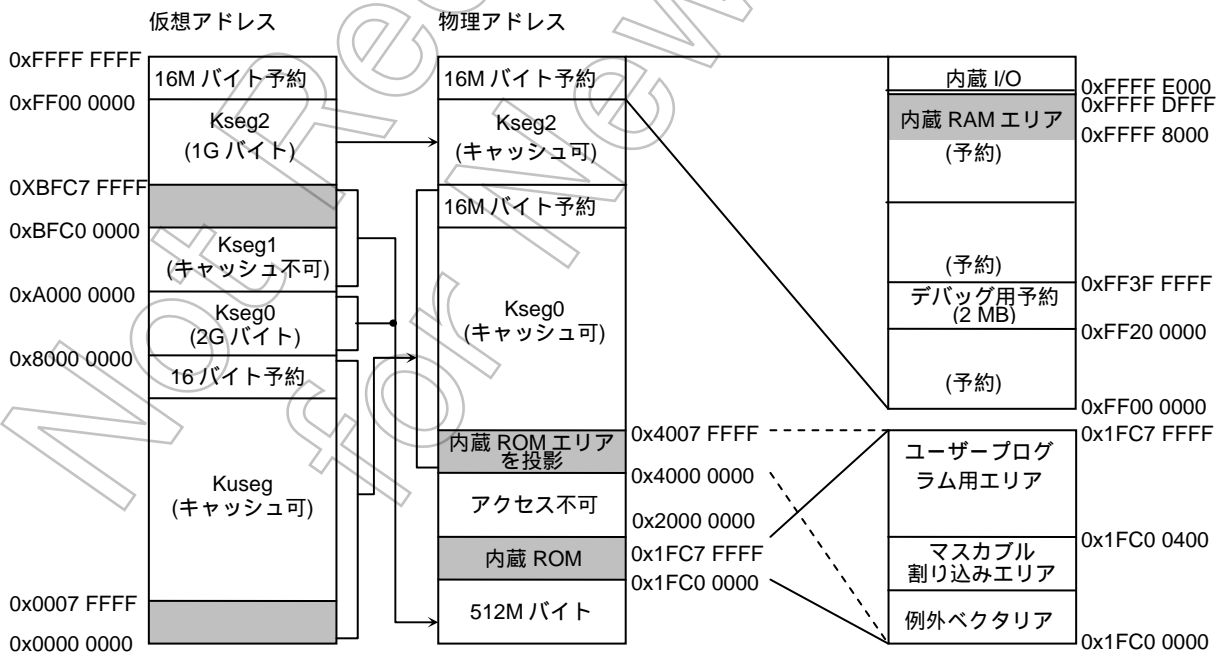 仮想アドレス
物理アドレス
0xFFFF FFFF
0xFF00 0000
0XBFC7 FFFF
0xBFC0 0000
0xA000 0000
0x8000 0000
0x0007 FFFF
0x0000 0000
16M バイト予約
Kseg2
(1G バイト)
Kseg1
(キャッシュ不可)
Kseg0
(2G バイト)
16 バイト予約
Kuseg
(キャッシュ可)
16M バイト予約
Kseg2
(キャッシュ可)
16M バイト予約
Kseg0
(キャッシュ可)
内蔵 ROM エリア
を投影
アクセス不可
内蔵 ROM
512M バイト
0x4007 FFFF
0x4000 0000
0x2000 0000
0x1FC7 FFFF
0x1FC0 0000
内蔵 I/O
内蔵 RAM エリア
(予約)
(予約)
デバッグ用予約
(2 MB)
(予約)
0xFFFF E000
0xFFFF DFFF
0xFFFF 8000
0xFF3F FFFF
0xFF20 0000
0xFF00 0000
ユーザープログ
ラム用エリア
マスカブル
割り込みエリア
例外ベクタリア
0x1FC7 FFFF
0x1FC0 0400
0x1FC0 0000
Not Rec
for New